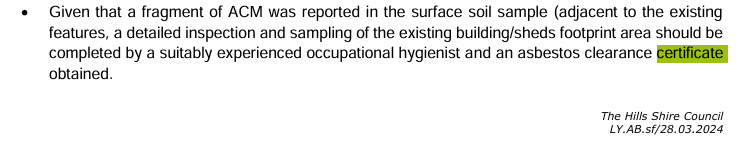 • Given that a fragment of ACM was reported in the surface soil sample (adjacent to the existing
features, a detailed inspection and sampling of the existing building/sheds footprint area should be
completed by a suitably experienced occupational hygienist and an asbestos clearance certificate
obtained.
The Hills Shire Council
LY.AB.sf/28.03.2024